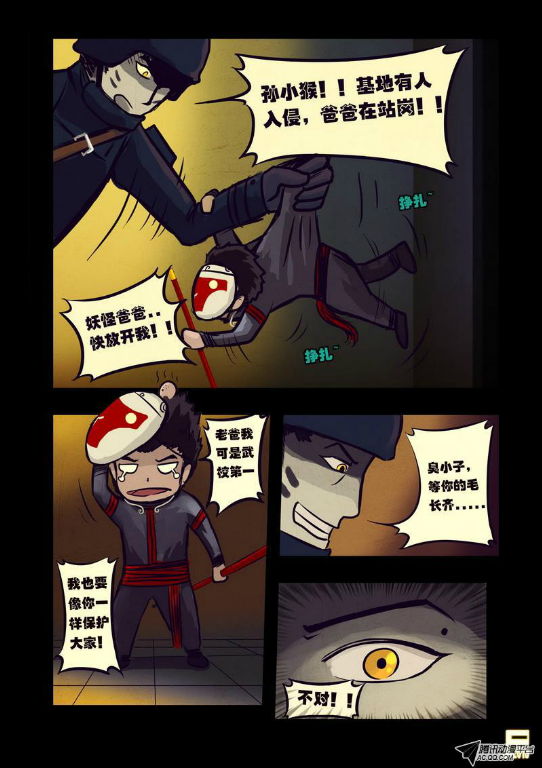 孙小猴!! 基地有人
入侵，爸爸在站岗!!
挣扎~
妖怪爸爸..
快放开我!!
挣扎~
老爸我
可是武
校第一
我也要
像你一
样保护
大家!
臭小子，
等你的毛
长齐.....
不对!!
腾讯动漫平台
AC.QQ.COM